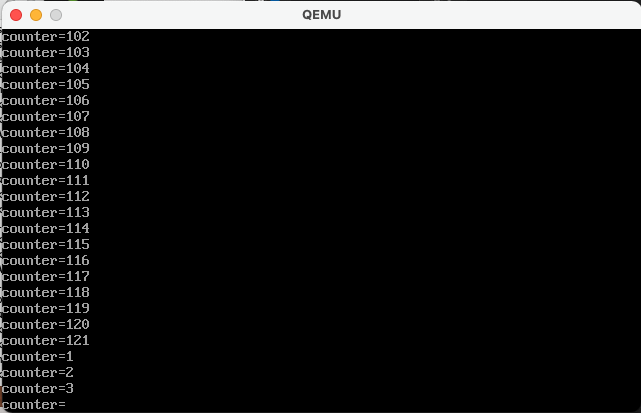 QEMU
counter=102
counter=103
counter=104
counter=105
counter=106
counter=107
counter=108
counter=109
counter=110
counter=111
counter=112
counter=113
counter=114
counter=115
counter=116
counter=117
counter=118
counter=119
counter=120
counter=121
counter=1
counter=2
counter=3
counter=